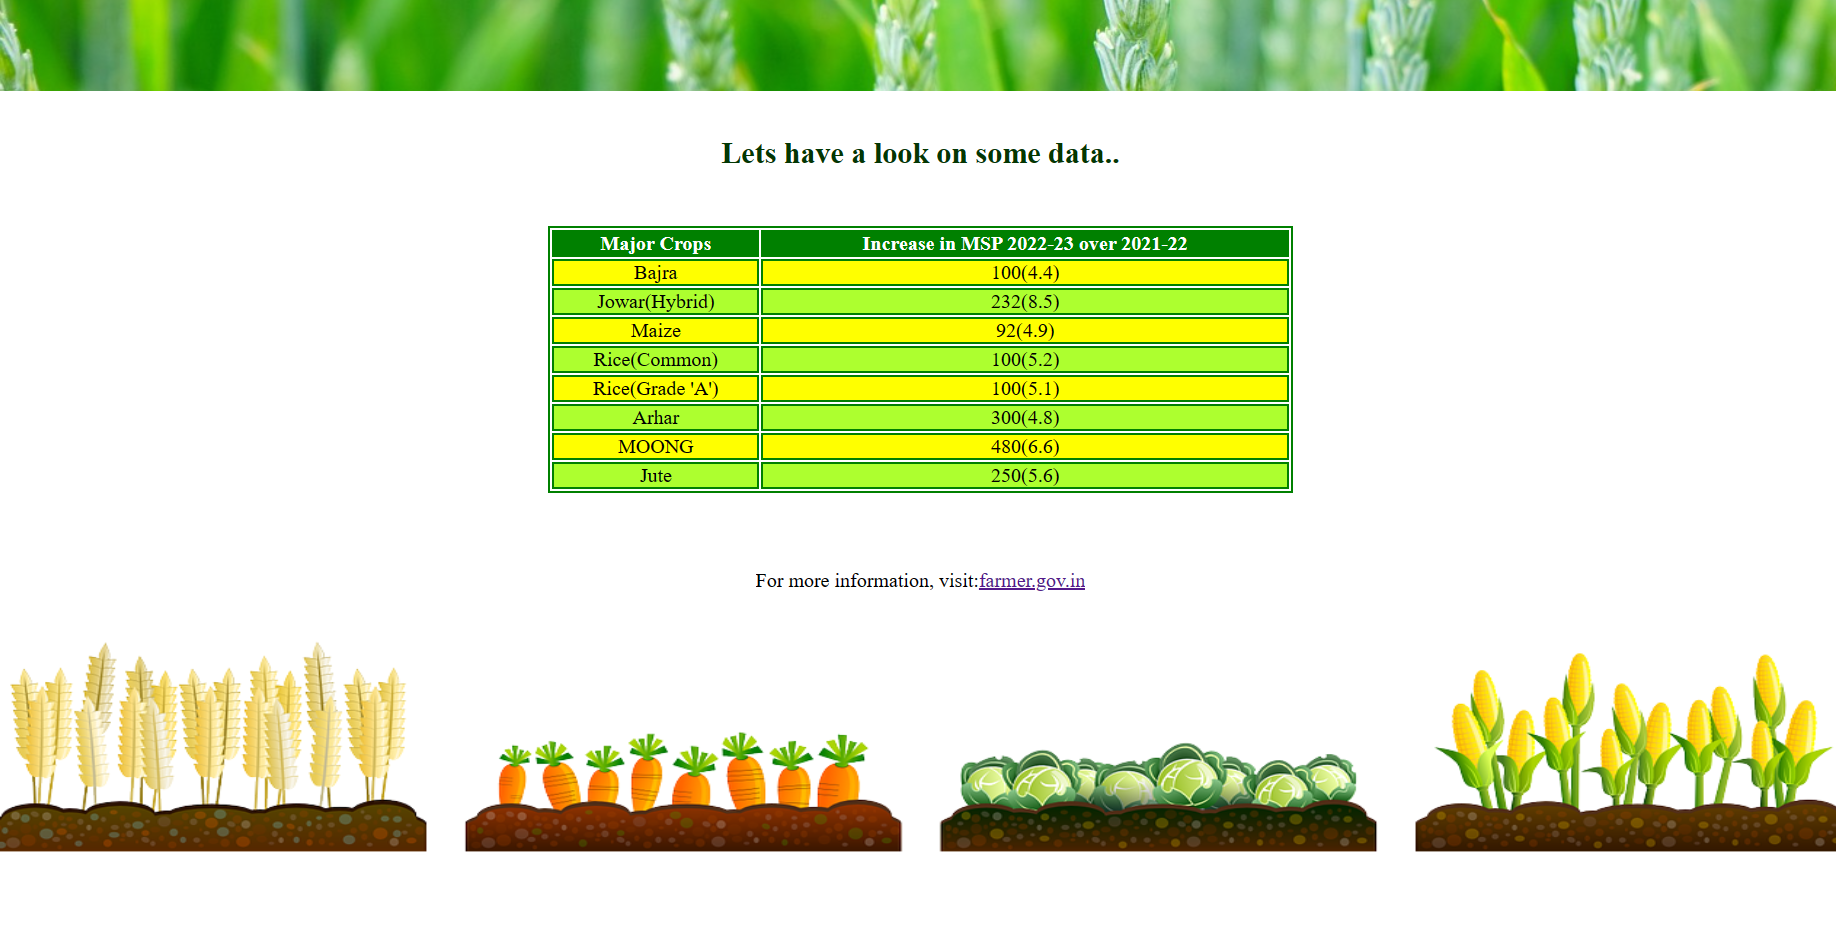 Lets have a look on some data..
Major Crops Increase in MSP 2022-23 over 2021-22
Bajra 100(4.4)
Jowar(Hybrid) 232(8.5)
Maize 92(4.9)
Rice(Common) 100(5.2)
Rice(Grade 'A') 100(5.1)
Arhar 300(4.8)
MOONG 480(6.6)
Jute 250(5.6)
For more information, visit:farmer.gov.in